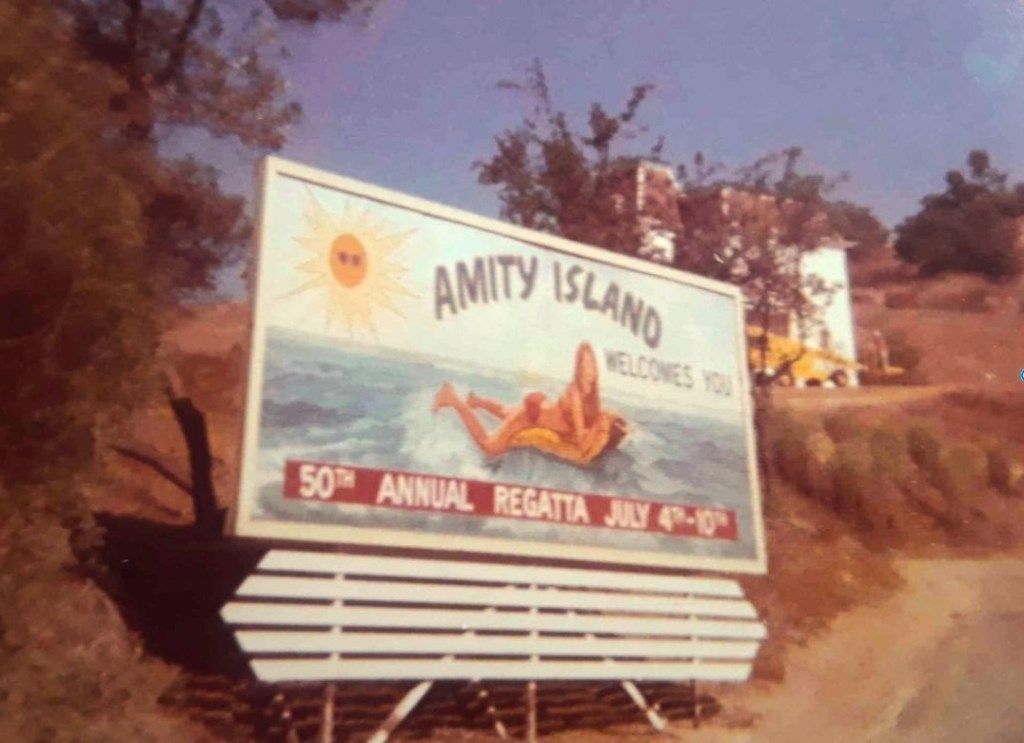 AMITY ISLAND
WELCOMES YOU
50TH ANNUAL REGATTA JULY 4TH-10TH